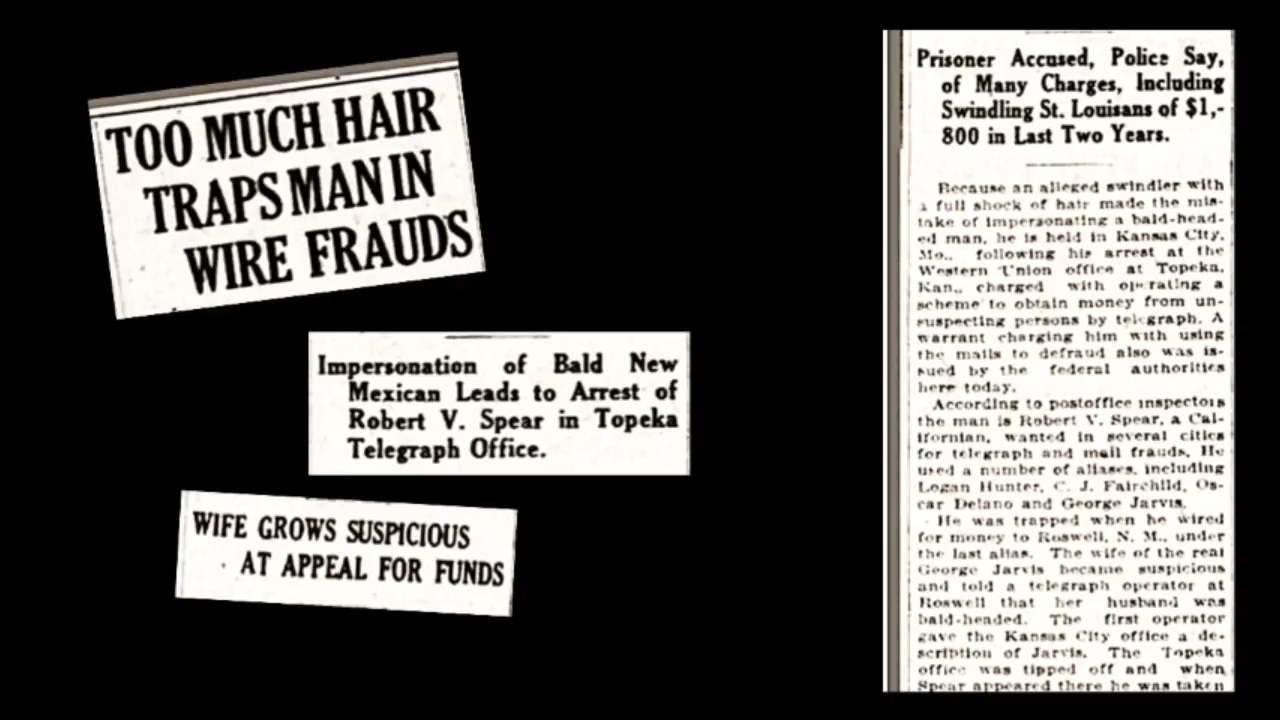 TOO MUCH HAIR
TRAPS MAN IN
WIRE FRAUDS
Impersonation of Bald New
Mexican Leads to Arrest of
Robert V. Spear in Topeka
Telegraph Office.
WIFE GROWS SUSPICIOUS
AT APPEAL FOR FUNDS
Prisoner Accused, Police Say,
of Many Charges, Including
Swindling St. Louisans of $1,-
800 in Last Two Years.
Because an alleged swindler with
a full shock of hair made the mis-
take of impersonating a bald-head-
ed man, he is held in Kansas City,
Mo., following his arrest at the
Western Union office at Topeka,
Kan., charged with operating a
scheme to obtain money from un-
suspecting persons by telegraph. A
warrant charging him with using
the mails to defraud also was is-
sued by the federal authorities
here today.
According to postoffice inspectors
the man is Robert V. Spear, a Cal-
ifornian, wanted in several cities
for telegraph and mail frauds. He
used a number of aliases, including
Logan Hunter, C. J. Fairchild, Os-
car Delano and George Jarvis.
He was trapped when he wired
for money to Roswell, N. M., under
the last alias. The wife of the real
George Jarvis became suspicious
and told a telegraph operator at
Roswell that her husband was
bald-headed. The first operator
gave the Kansas City office a de-
scription of Jarvis. The Topeka
office was tipped off and when
Spear appeared there he was taken